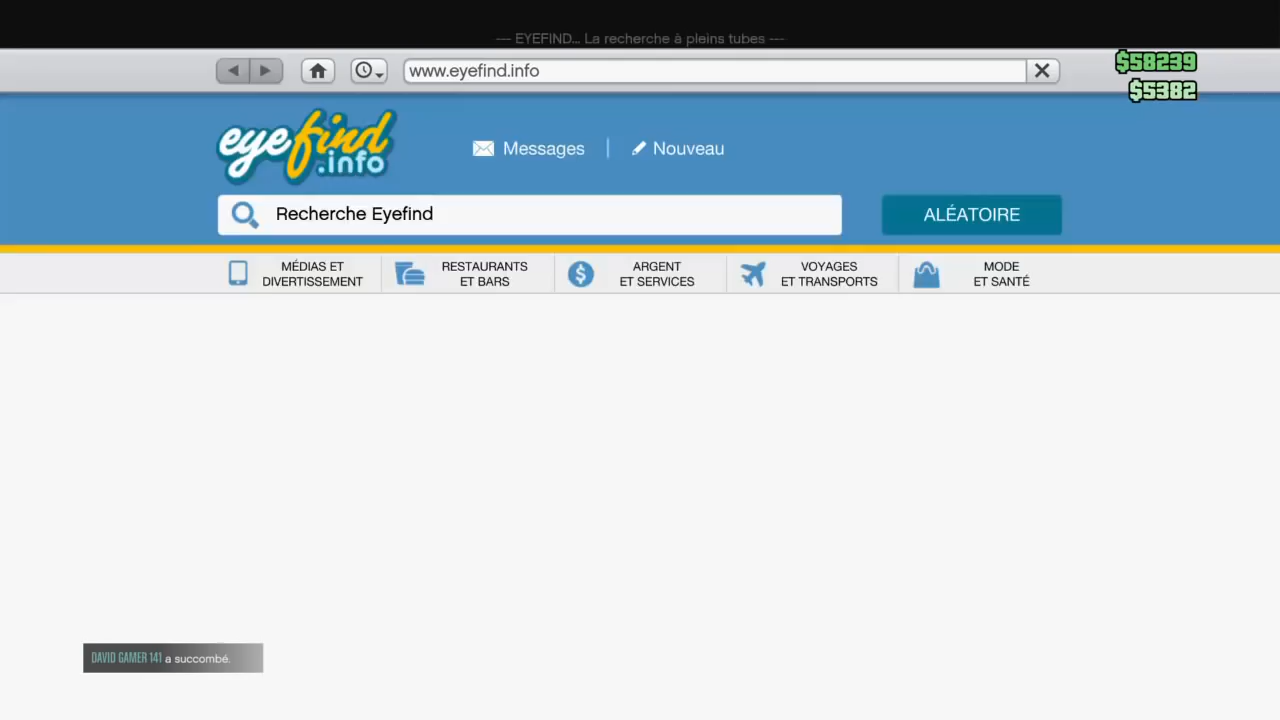 --- EYEFIND... La recherche à pleins tubes ---
www.eyefind.info
$58239
$5382
eyefind.info
Messages
Nouveau
Recherche Eyefind
ALÉATOIRE
MÉDIAS ET
DIVERTISSEMENT
RESTAURANTS
ET BARS
ARGENT
ET SERVICES
VOYAGES
ET TRANSPORTS
MODE
ET SANTÉ
DAVID GAMER 141 a succombé.